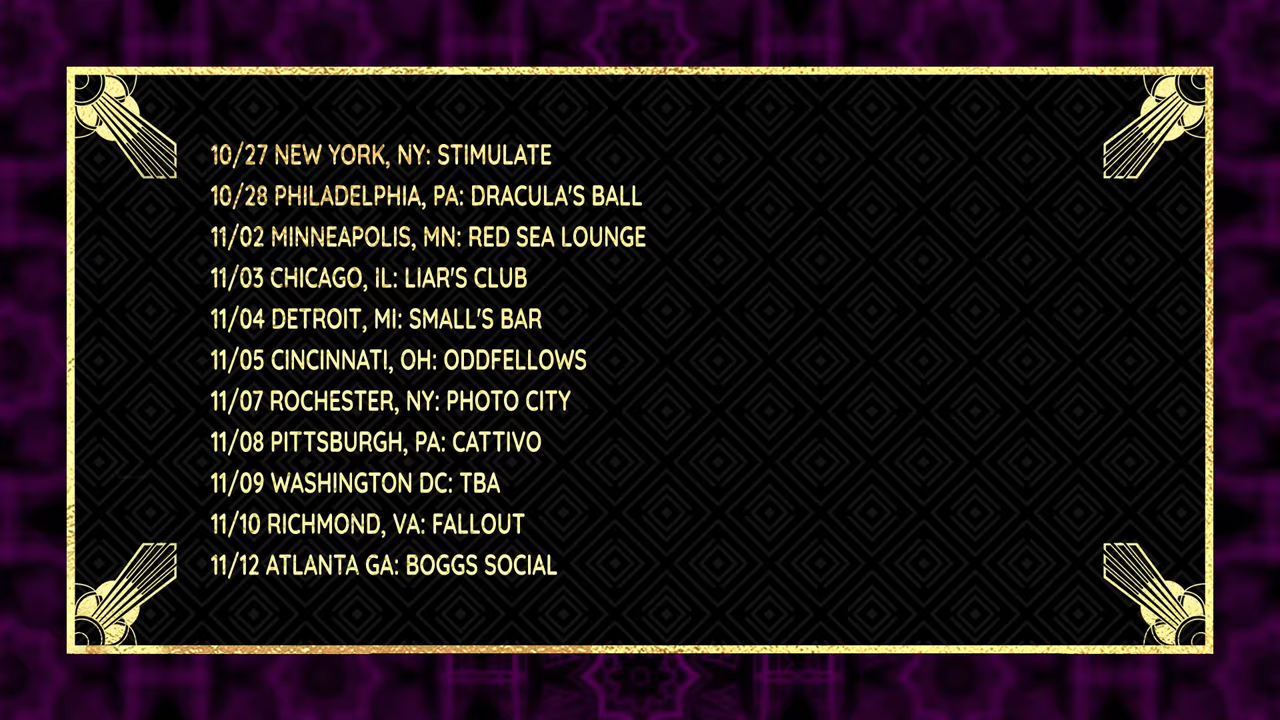 10/27 NEW YORK, NY: STIMULATE
10/28 PHILADELPHIA, PA: DRACULA'S BALL
11/02 MINNEAPOLIS, MN: RED SEA LOUNGE
11/03 CHICAGO, IL: LIAR'S CLUB
11/04 DETROIT, MI: SMALL'S BAR
11/05 CINCINNATI, OH: ODDFELLOWS
11/07 ROCHESTER, NY: PHOTO CITY
11/08 PITTSBURGH, PA: CATTIVO
11/09 WASHINGTON DC: TBA
11/10 RICHMOND, VA: FALLOUT
11/12 ATLANTA GA: BOGGS SOCIAL